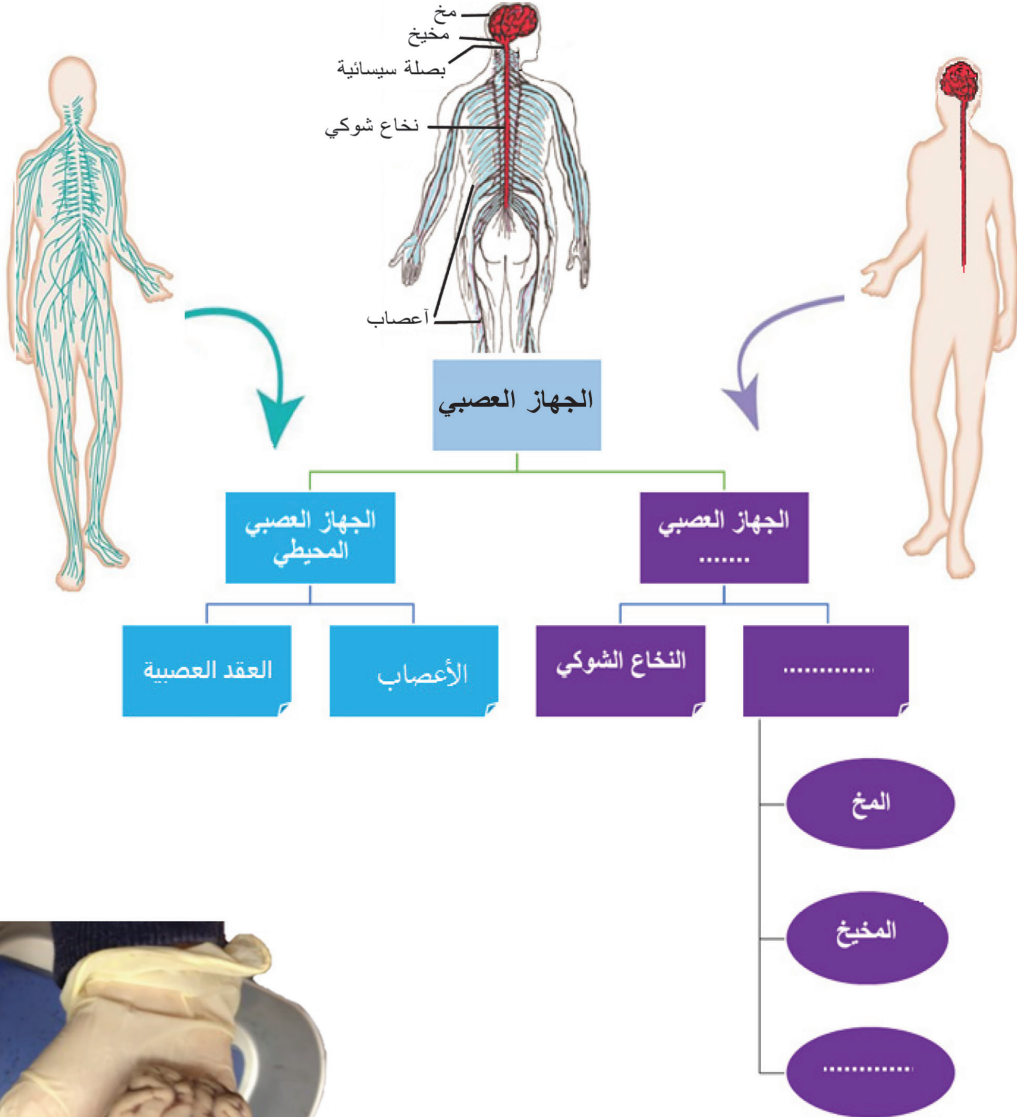 مخ
مخيخ
بصلة سيسائية
نخاع شوكي
آعصاب
الجهاز العصبي
الجهاز العصبي
.......
الجهاز العصبي
المحيطي
.............
النخاع الشوكي
الأعصاب
العقد العصبية
المخ
المخيخ
.............